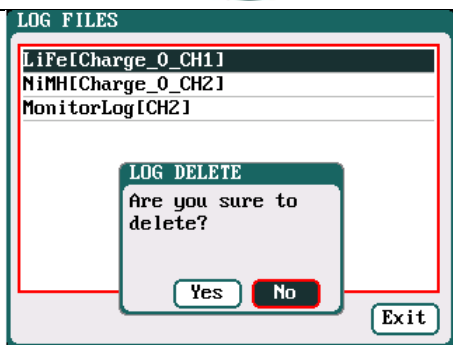 LOG FILES
LiFe[Charge_0_CH1]
NiMH[Charge_0_CH2]
MonitorLog[CH2]
LOG DELETE
Are you sure to
delete?
Yes No
Exit